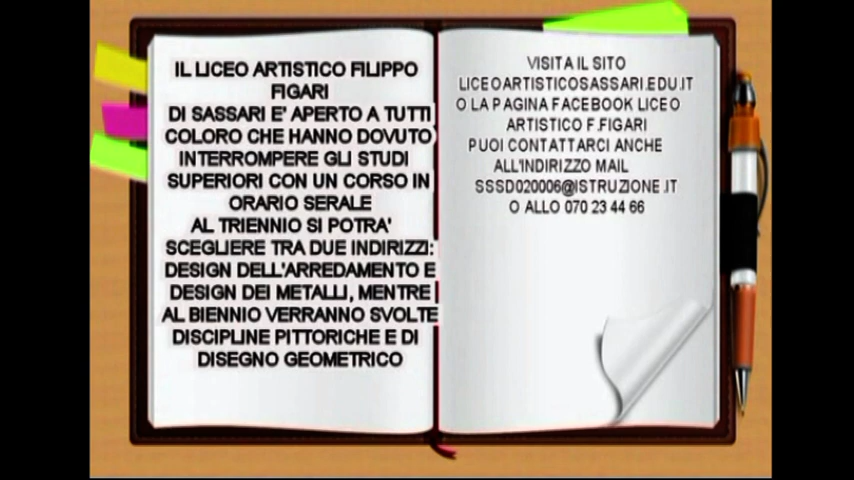 IL LICEO ARTISTICO FILIPPO
FIGARI
DI SASSARI E' APERTO A TUTTI
COLORO CHE HANNO DOVUTO
INTERROMPERE GLI STUDI
SUPERIORI CON UN CORSO IN
ORARIO SERALE
AL TRIENNIO SI POTRA'
SCEGLIERE TRA DUE INDIRIZZI:
DESIGN DELL'ARREDAMENTO E
DESIGN DEI METALLI, MENTRE
AL BIENNIO VERRANNO SVOLTE
DISCIPLINE PITTORICHE E DI
DISEGNO GEOMETRICO
VISITA IL SITO
LICEOARTISTICOSASSARI.EDU.IT
O LA PAGINA FACEBOOK LICEO
ARTISTICO F.FIGARI
PUOI CONTATTARCI ANCHE
ALL'INDIRIZZO MAIL
SSSD020006@ISTRUZIONE.IT
O ALLO 070 23 44 66